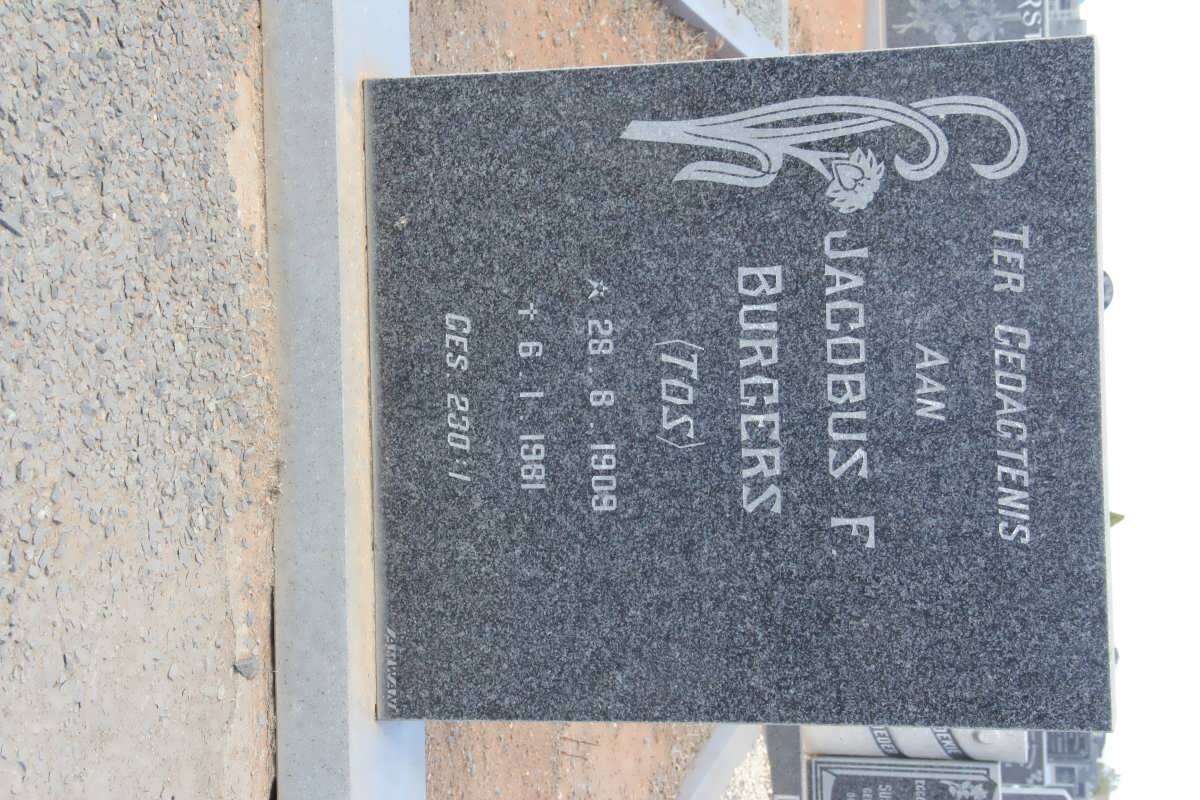 TER GEDAGTENIS
AAN
JACOBUS F.
BURGERS
(TOS)
28.8.1909
6.1.1981
GES. 230:1